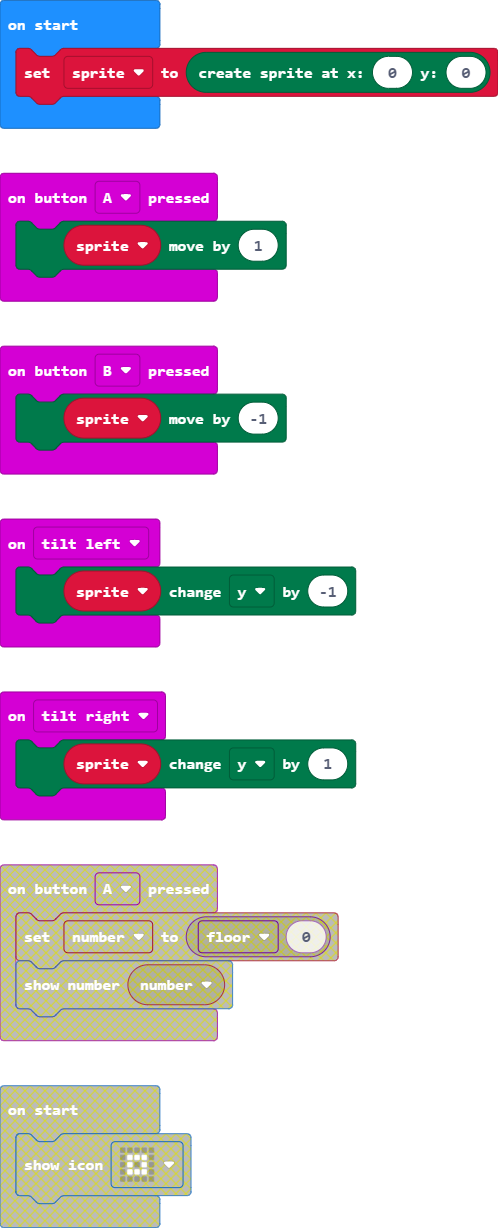 on start
set sprite to create sprite at x: 0 y: 0
on button A pressed
sprite move by 1
on button B pressed
sprite move by -1
on tilt left
sprite change y by -1
on tilt right
sprite change y by 1
on button A pressed
set number to floor 0
show number number
on start
show icon